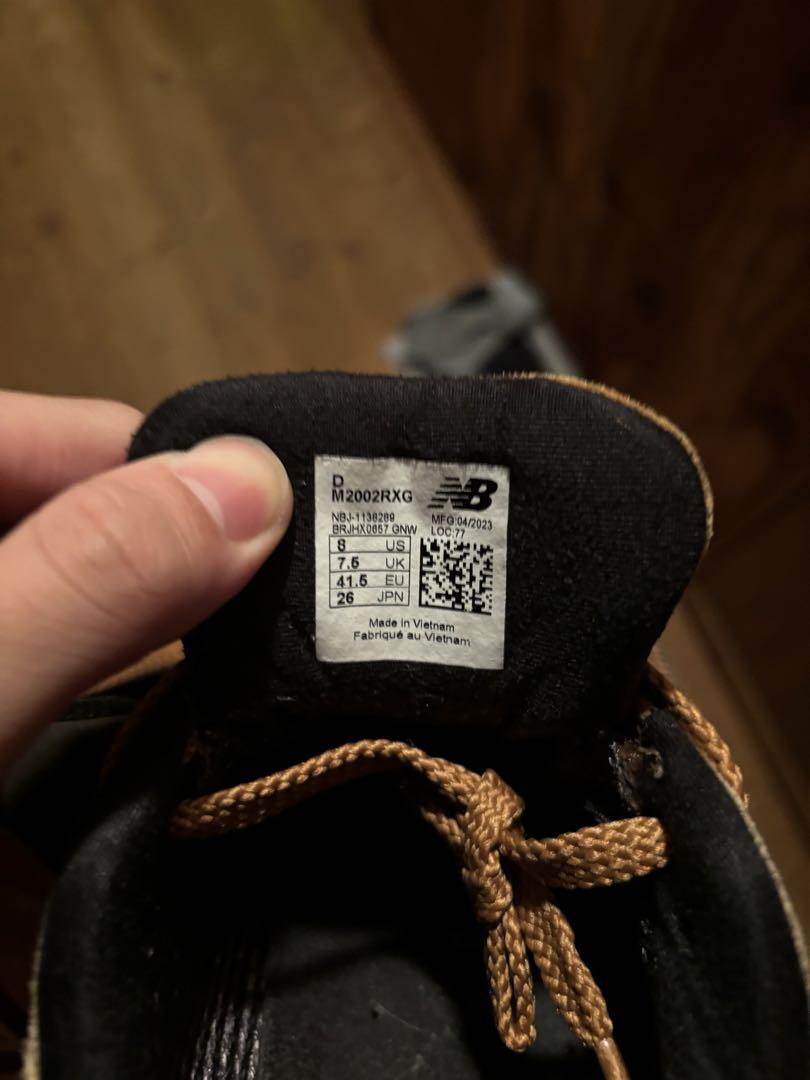 D
M2002RXG
NB
NBJ-1136289
MFG:04/2023
BRJHX0657 GNW
LOC:77
8 US
7.5 UK
41.5 EU
26 JPN
Made in Vietnam
Fabriqué au Vietnam